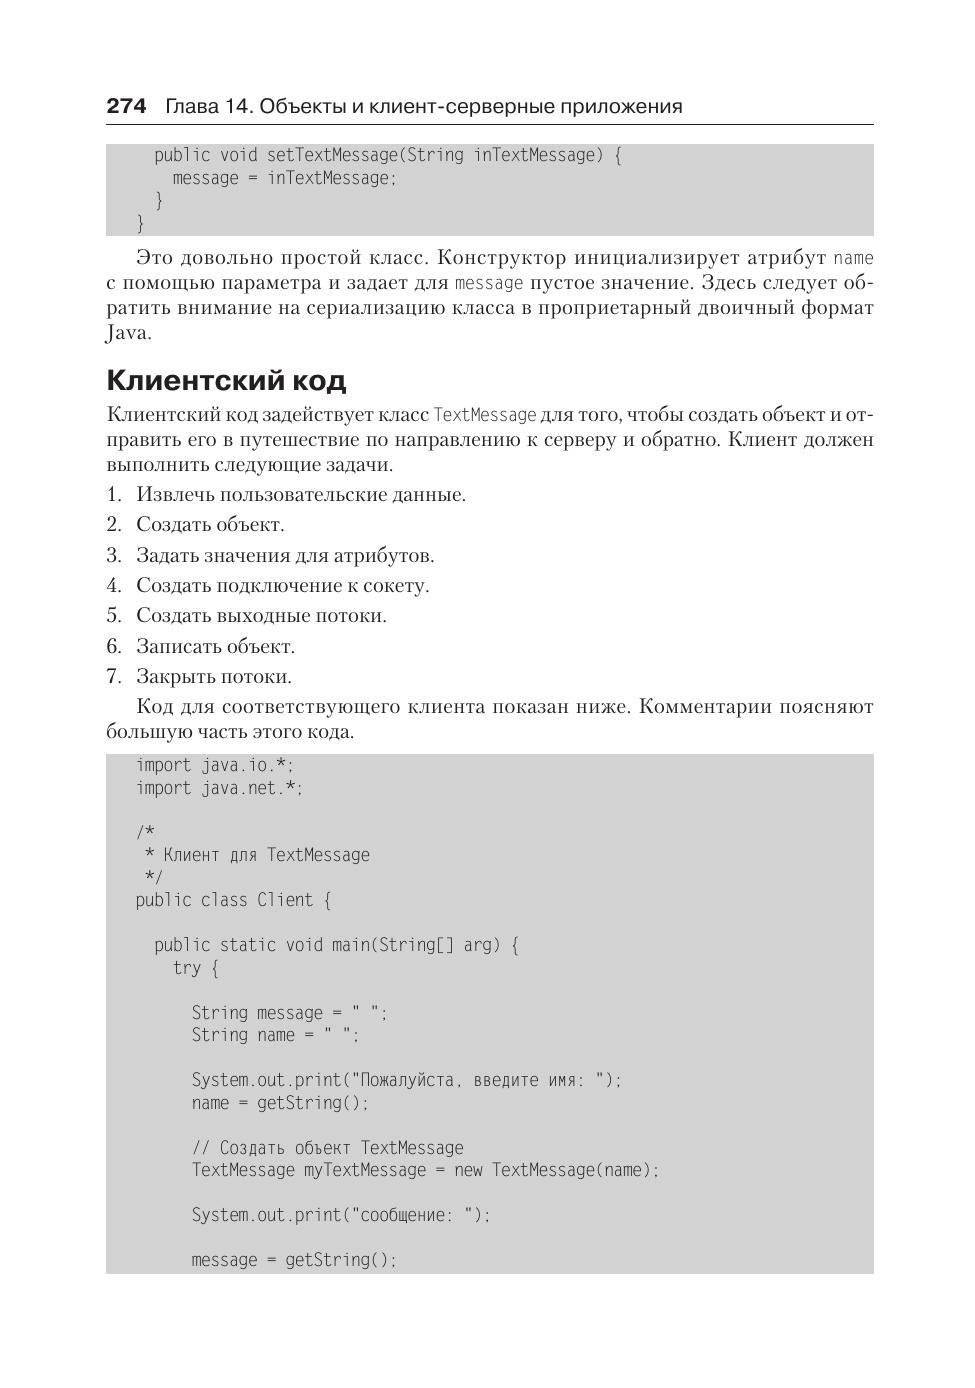 274 Глава 14. Объекты и клиент-серверные приложения
public void setTextMessage(String inTextMessage) {
message = inTextMessage;
}
}
Это довольно простой класс. Конструктор инициализирует атрибут name
с помощью параметра и задает для message пустое значение. Здесь следует об-
ратить внимание на сериализацию класса в проприетарный двоичный формат
Java.
Клиентский код
Клиентский код задействует класс TextMessage для того, чтобы создать объект и от-
править его в путешествие по направлению к серверу и обратно. Клиент должен
выполнить следующие задачи.
1. Извлечь пользовательские данные.
2. Создать объект.
3. Задать значения для атрибутов.
4. Создать подключение к сокету.
5. Создать выходные потоки.
6. Записать объект.
7. Закрыть потоки.
Код для соответствующего клиента показан ниже. Комментарии поясняют
большую часть этого кода.
import java.io.*;
import java.net.*;
/*
* Клиент для TextMessage
*/
public class Client {
public static void main(String[] arg) {
try {
String message = " ";
String name = " ";
System.out.print("Пожалуйста, введите имя: ");
name = getString();
// Создать объект TextMessage
TextMessage myTextMessage = new TextMessage(name);
System.out.print("сообщение: ");
message = getString();